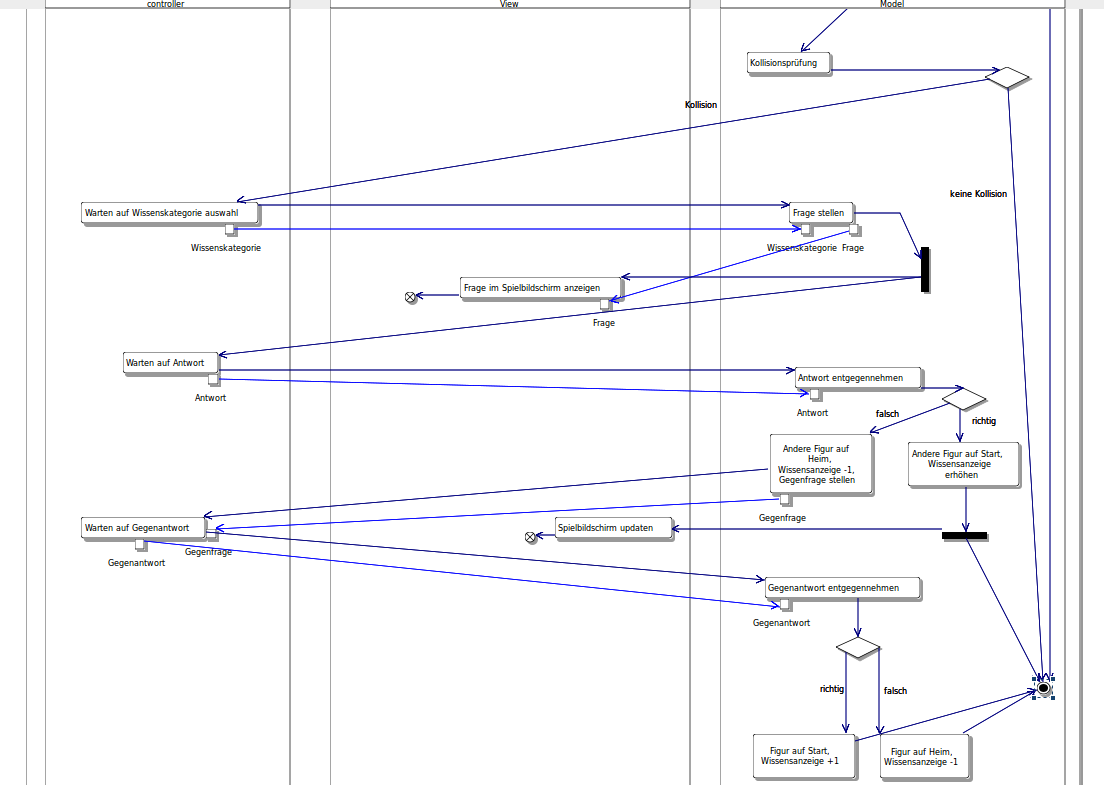 controller
View
Model
Kollisionsprüfung
Kollision
keine Kollision
Warten auf Wissenskategorie auswahl
Frage stellen
Wissenskategorie
Wissenskategorie
Frage
Frage im Spielbildschirm anzeigen
Frage
Warten auf Antwort
Antwort entgegennehmen
Antwort
Antwort
falsch
richtig
Andere Figur auf
Heim,
Wissensanzeige -1,
Gegenfrage stellen
Andere Figur auf Start,
Wissensanzeige
erhöhen
Gegenfrage
Warten auf Gegenantwort
Spielbildschirm updaten
Gegenfrage
Gegenantwort
Gegenantwort entgegennehmen
Gegenantwort
richtig
falsch
Figur auf Start,
Wissensanzeige +1
Figur auf Heim,
Wissensanzeige -1